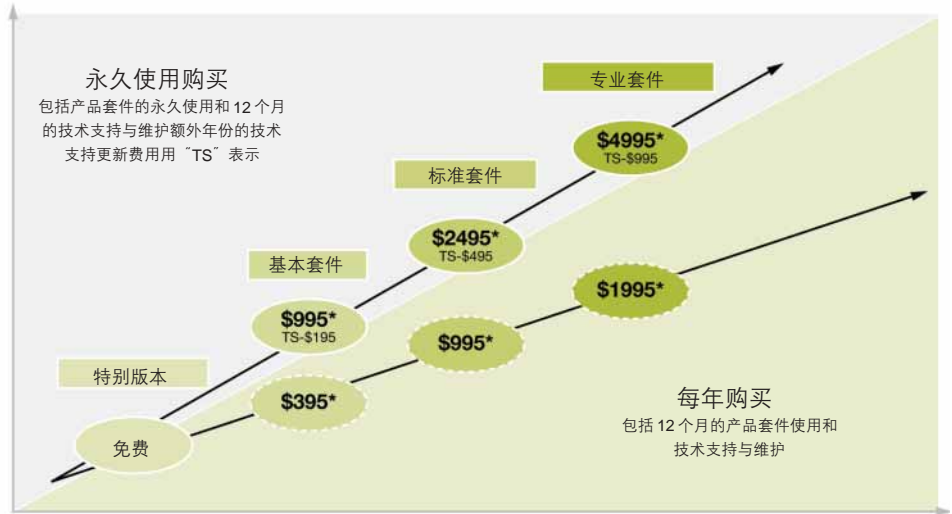 永久使用购买
包括产品套件的永久使用和 12 个月
的技术支持与维护额外年份的技术
支持更新费用用“TS”表示
专业套件
$4995*
TS-$995
标准套件
$2495*
TS-$495
基本套件
$995*
TS-$195
特别版本
免费
$395*
$995*
$1995*
每年购买
包括 12 个月的产品套件使用和
技术支持与维护